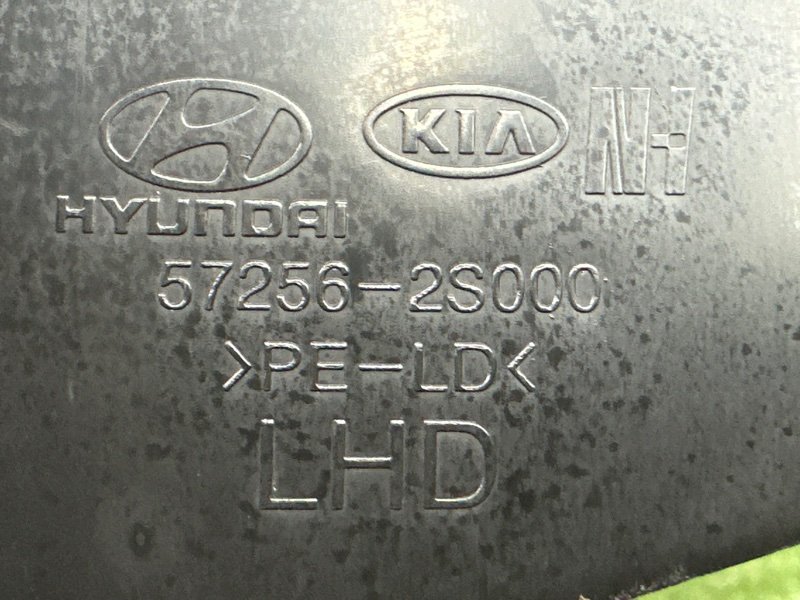 KIA
HYUNDAI
57256-2S000
>PE-LD<
LHD